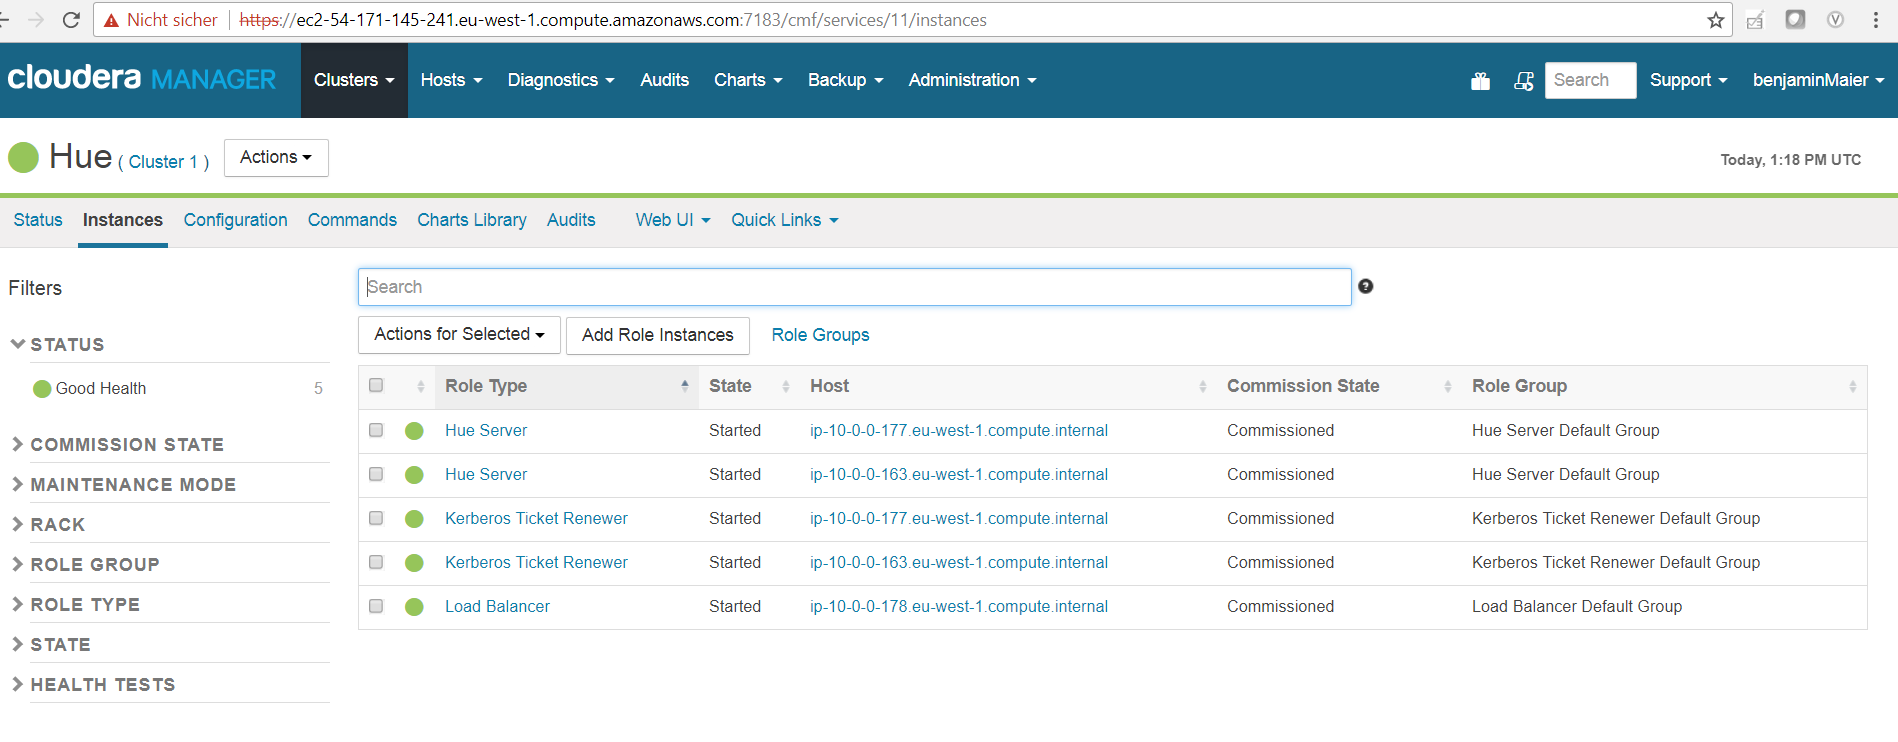 Nicht sicher https://ec2-54-171-145-241.eu-west-1.compute.amazonaws.com:7183/cmf/services/11/instances
cloudera MANAGER Clusters Hosts Diagnostics Audits Charts Backup Administration Search Support benjaminMaier
Hue ( Cluster 1 ) Actions Today, 1:18 PM UTC
Status Instances Configuration Commands Charts Library Audits Web UI Quick Links
Filters
STATUS
Good Health 5
COMMISSION STATE
MAINTENANCE MODE
RACK
ROLE GROUP
ROLE TYPE
STATE
HEALTH TESTS
Search ?
Actions for Selected Add Role Instances Role Groups
Role Type State Host Commission State Role Group
Hue Server Started ip-10-0-0-177.eu-west-1.compute.internal Commissioned Hue Server Default Group
Hue Server Started ip-10-0-0-163.eu-west-1.compute.internal Commissioned Hue Server Default Group
Kerberos Ticket Renewer Started ip-10-0-0-177.eu-west-1.compute.internal Commissioned Kerberos Ticket Renewer Default Group
Kerberos Ticket Renewer Started ip-10-0-0-163.eu-west-1.compute.internal Commissioned Kerberos Ticket Renewer Default Group
Load Balancer Started ip-10-0-0-178.eu-west-1.compute.internal Commissioned Load Balancer Default Group